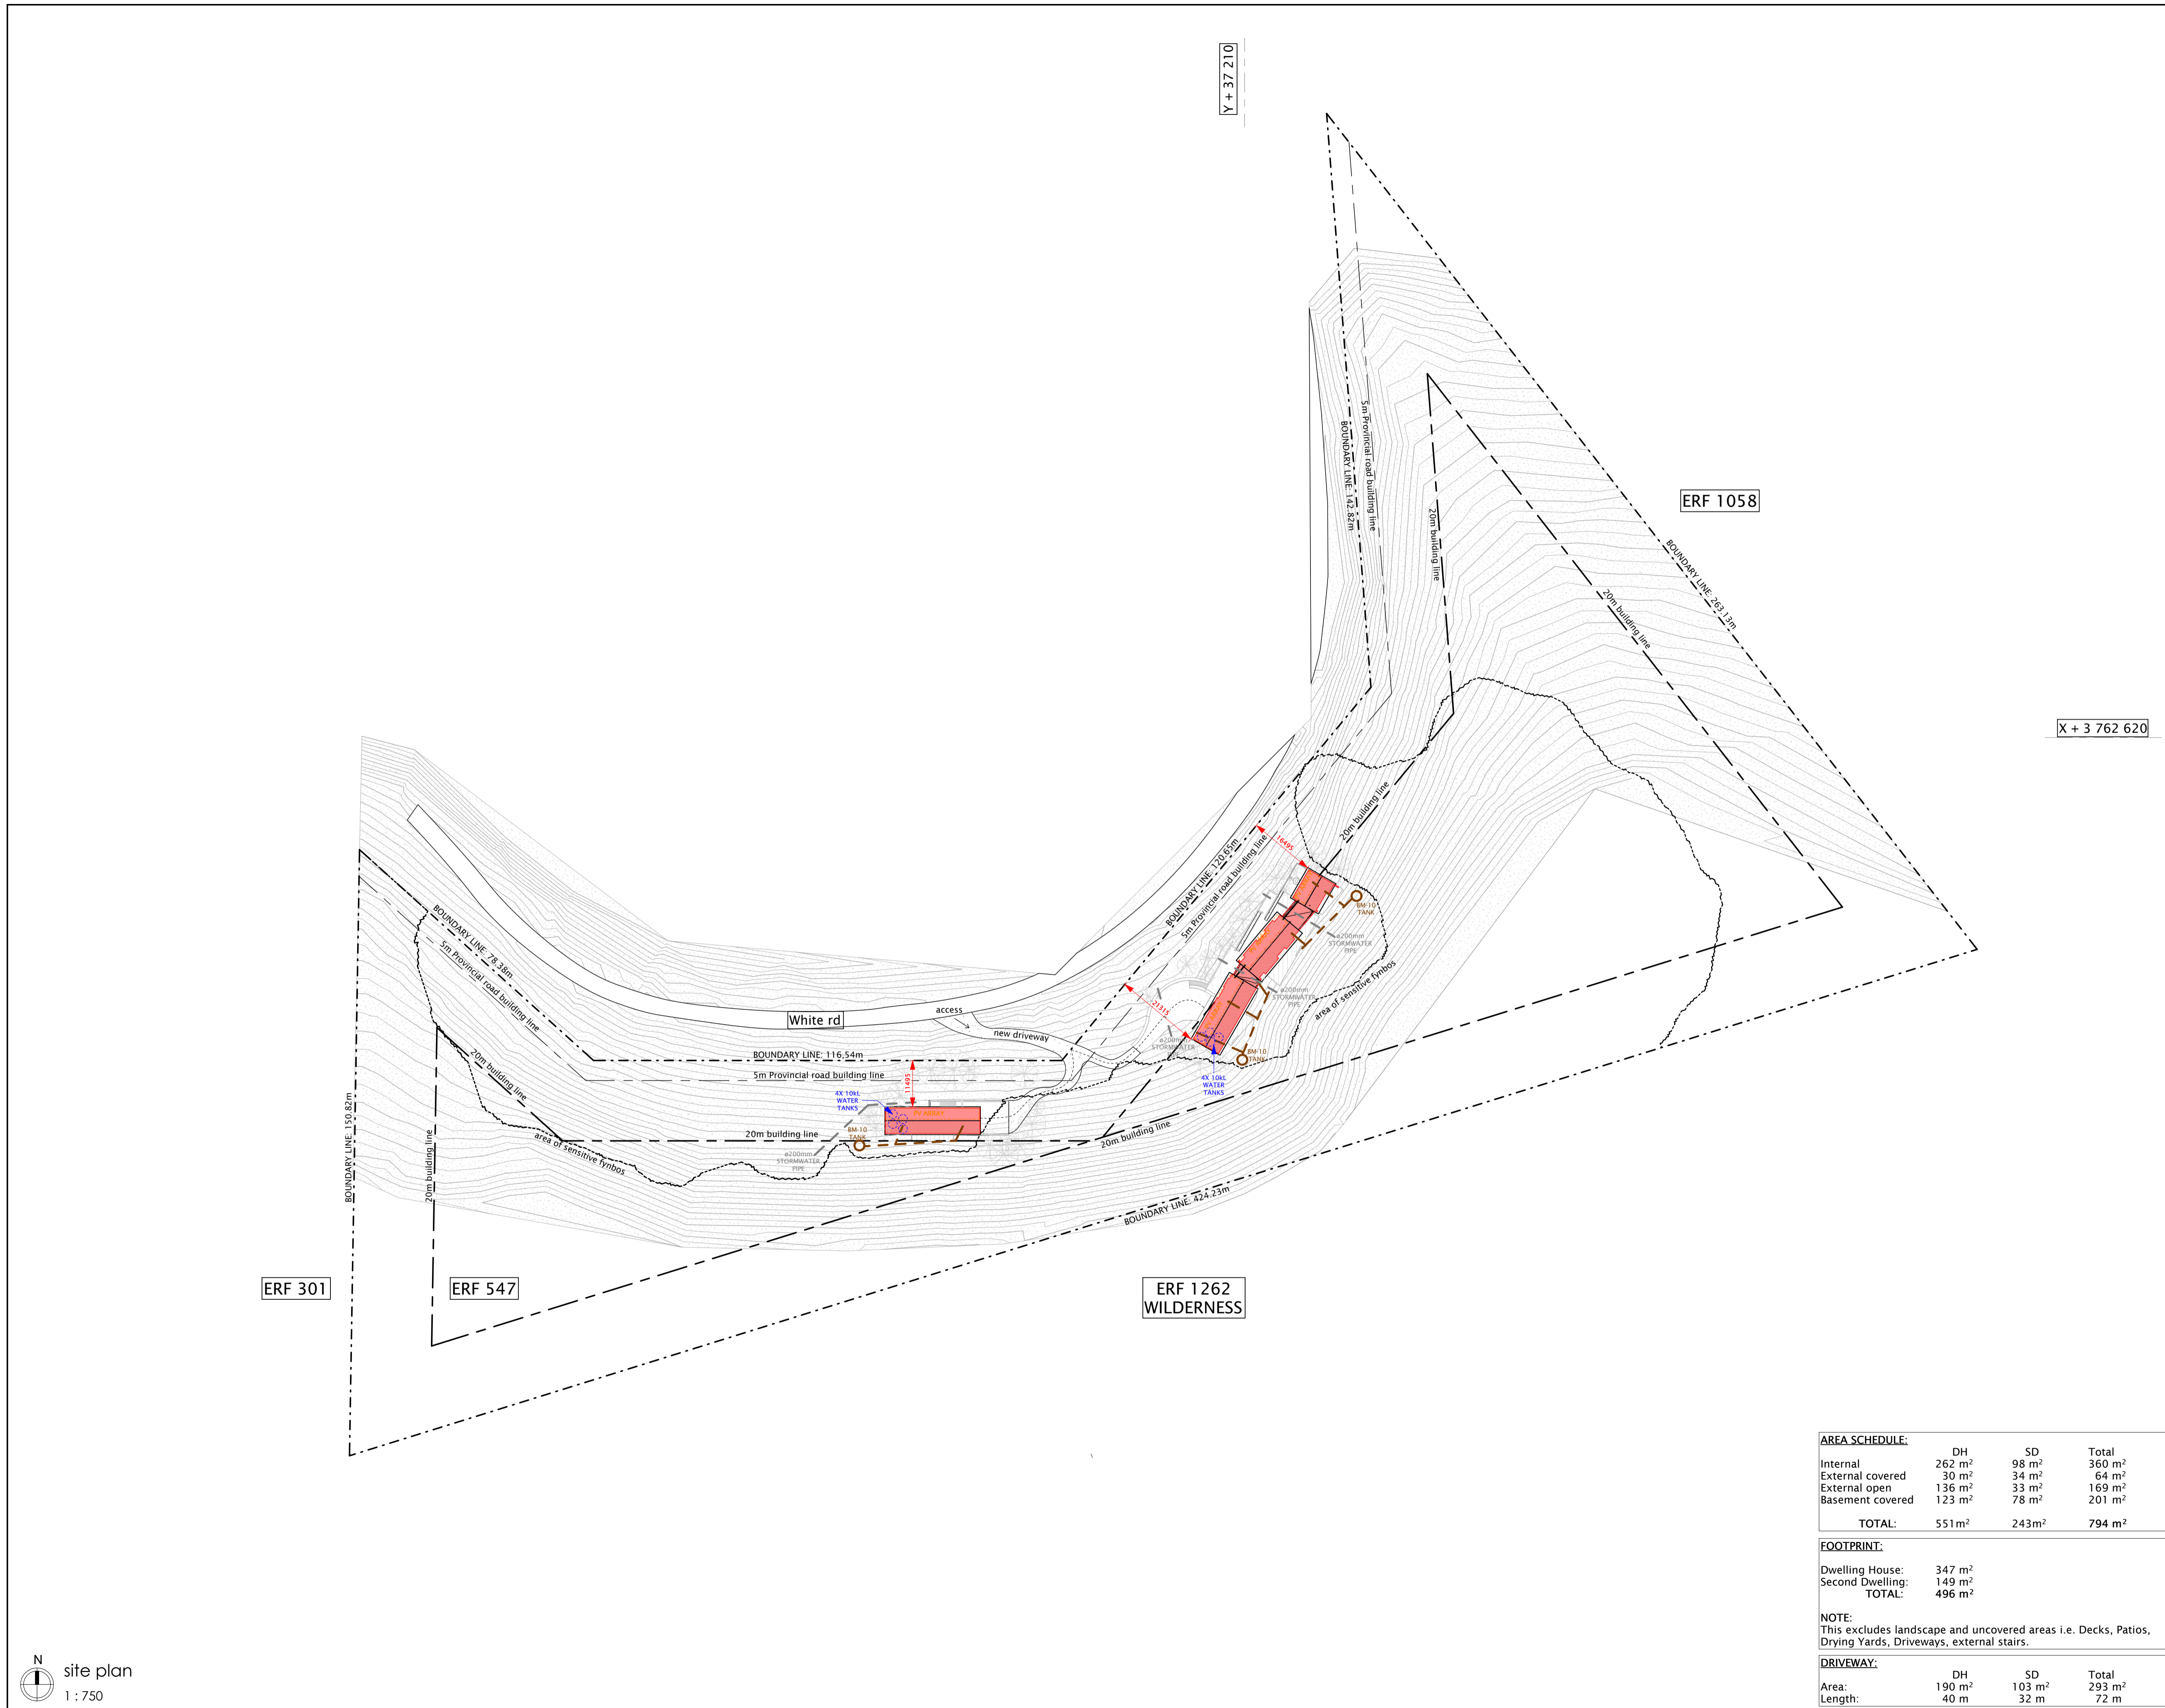 Y + 37 210
ERF 1058
BOUNDARY LINE: 142.82m
5m Provincial road building line
20m building line
20m building line
BOUNDARY LINE: 263.13m
X + 3 762 620
20m building line
16495
BOUNDARY LINE: 120.65m
5m Provincial road building line
BM-10
TANK
ø200mm
STORMWATER
PIPE
ø200mm
STORMWATER
PIPE
area of sensitive fynbos
21315
BOUNDARY LINE: 78.38m
5m Provincial road building line
White rd
access
new driveway
ø200mm
STORMWATER
PIPE
BM-10
TANK
4X 10kL
WATER
TANKS
BOUNDARY LINE: 116,54m
5m Provincial road building line
11495
4X 10kL
WATER
TANKS
PV ARRAY
BM-10
TANK
20m building line
20m building line
20m building line
ø200mm
STORMWATER
PIPE
area of sensitive fynbos
20m building line
BOUNDARY LINE: 150.82m
BOUNDARY LINE: 424.23m
ERF 301
ERF 547
ERF 1262
WILDERNESS
AREA SCHEDULE:
DH SD Total
Internal 262 m² 98 m² 360 m²
External covered 30 m² 34 m² 64 m²
External open 136 m² 33 m² 169 m²
Basement covered 123 m² 78 m² 201 m²
TOTAL: 551m² 243m² 794 m²
FOOTPRINT:
Dwelling House: 347 m²
Second Dwelling: 149 m²
TOTAL: 496 m²
NOTE:
This excludes landscape and uncovered areas i.e. Decks, Patios,
Drying Yards, Driveways, external stairs.
DRIVEWAY:
DH SD Total
Area: 190 m² 103 m² 293 m²
Length: 40 m 32 m 72 m
N
site plan
1 : 750